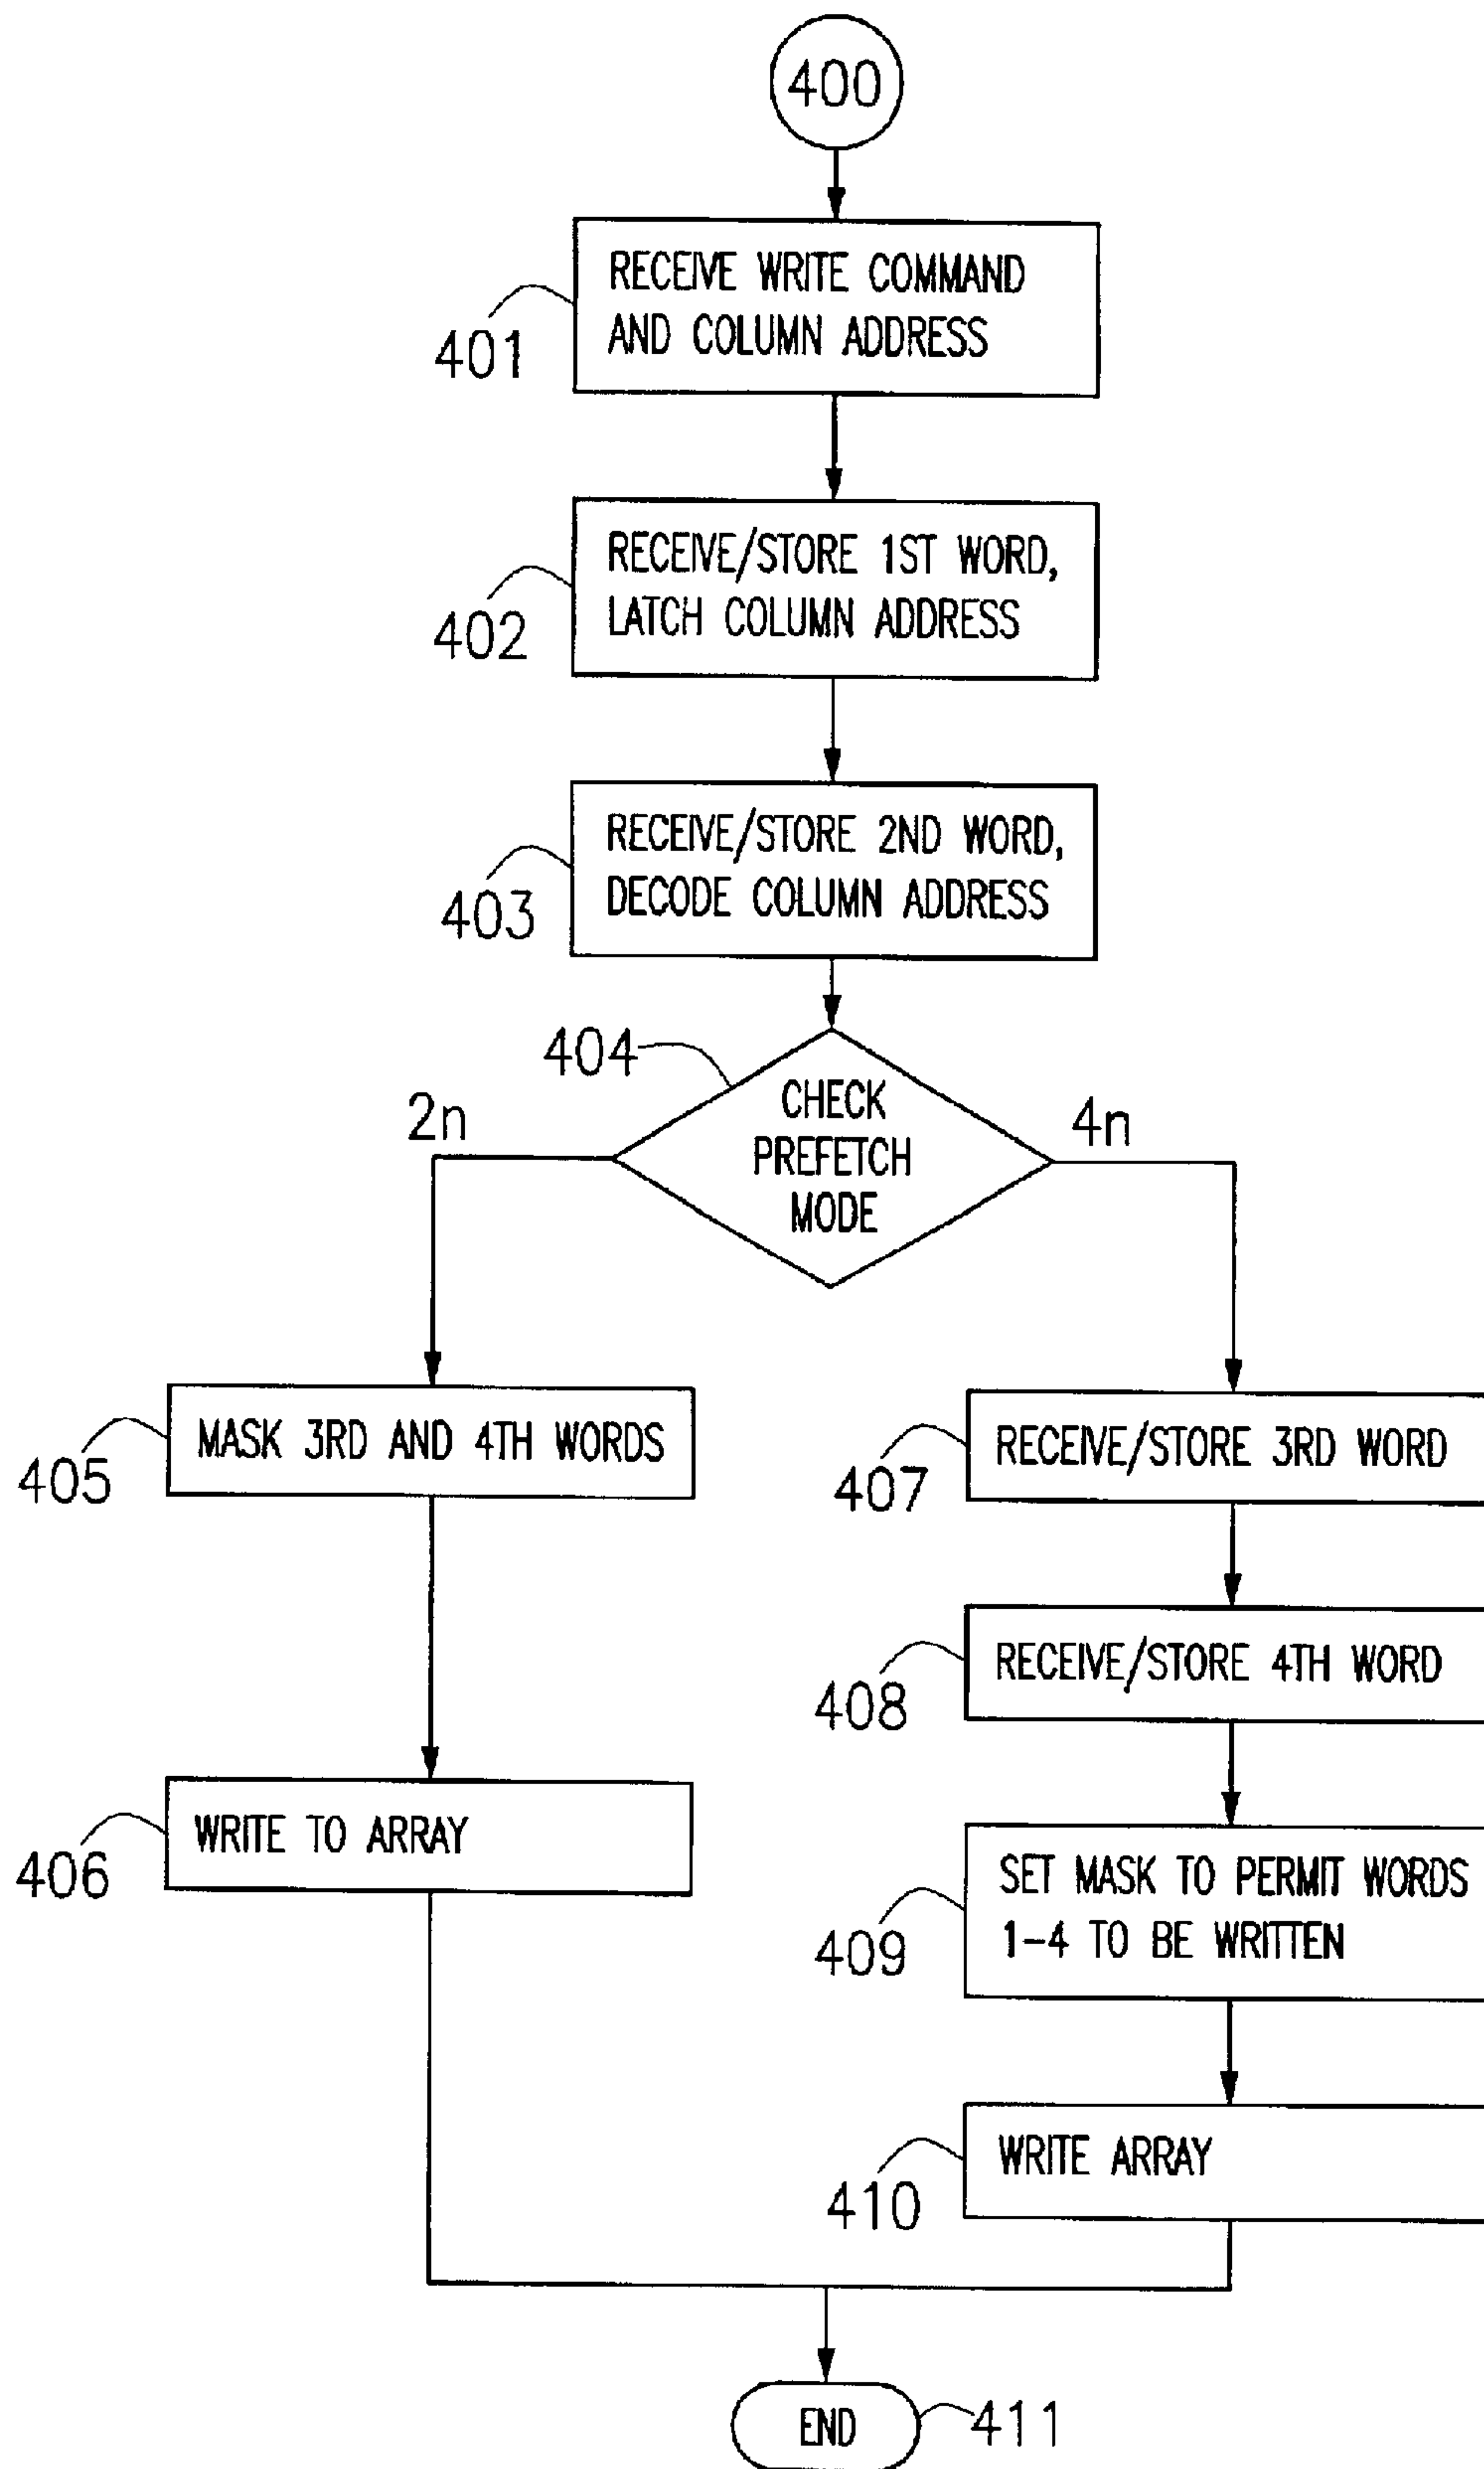 400
RECEIVE WRITE COMMAND
AND COLUMN ADDRESS
401
RECEIVE/STORE 1ST WORD,
LATCH COLUMN ADDRESS
402
RECEIVE/STORE 2ND WORD,
DECODE COLUMN ADDRESS
403
404
CHECK
PREFETCH
MODE
2n
4n
MASK 3RD AND 4TH WORDS
405
WRITE TO ARRAY
406
RECEIVE/STORE 3RD WORD
407
RECEIVE/STORE 4TH WORD
408
SET MASK TO PERMIT WORDS
1-4 TO BE WRITTEN
409
WRITE ARRAY
410
END
411